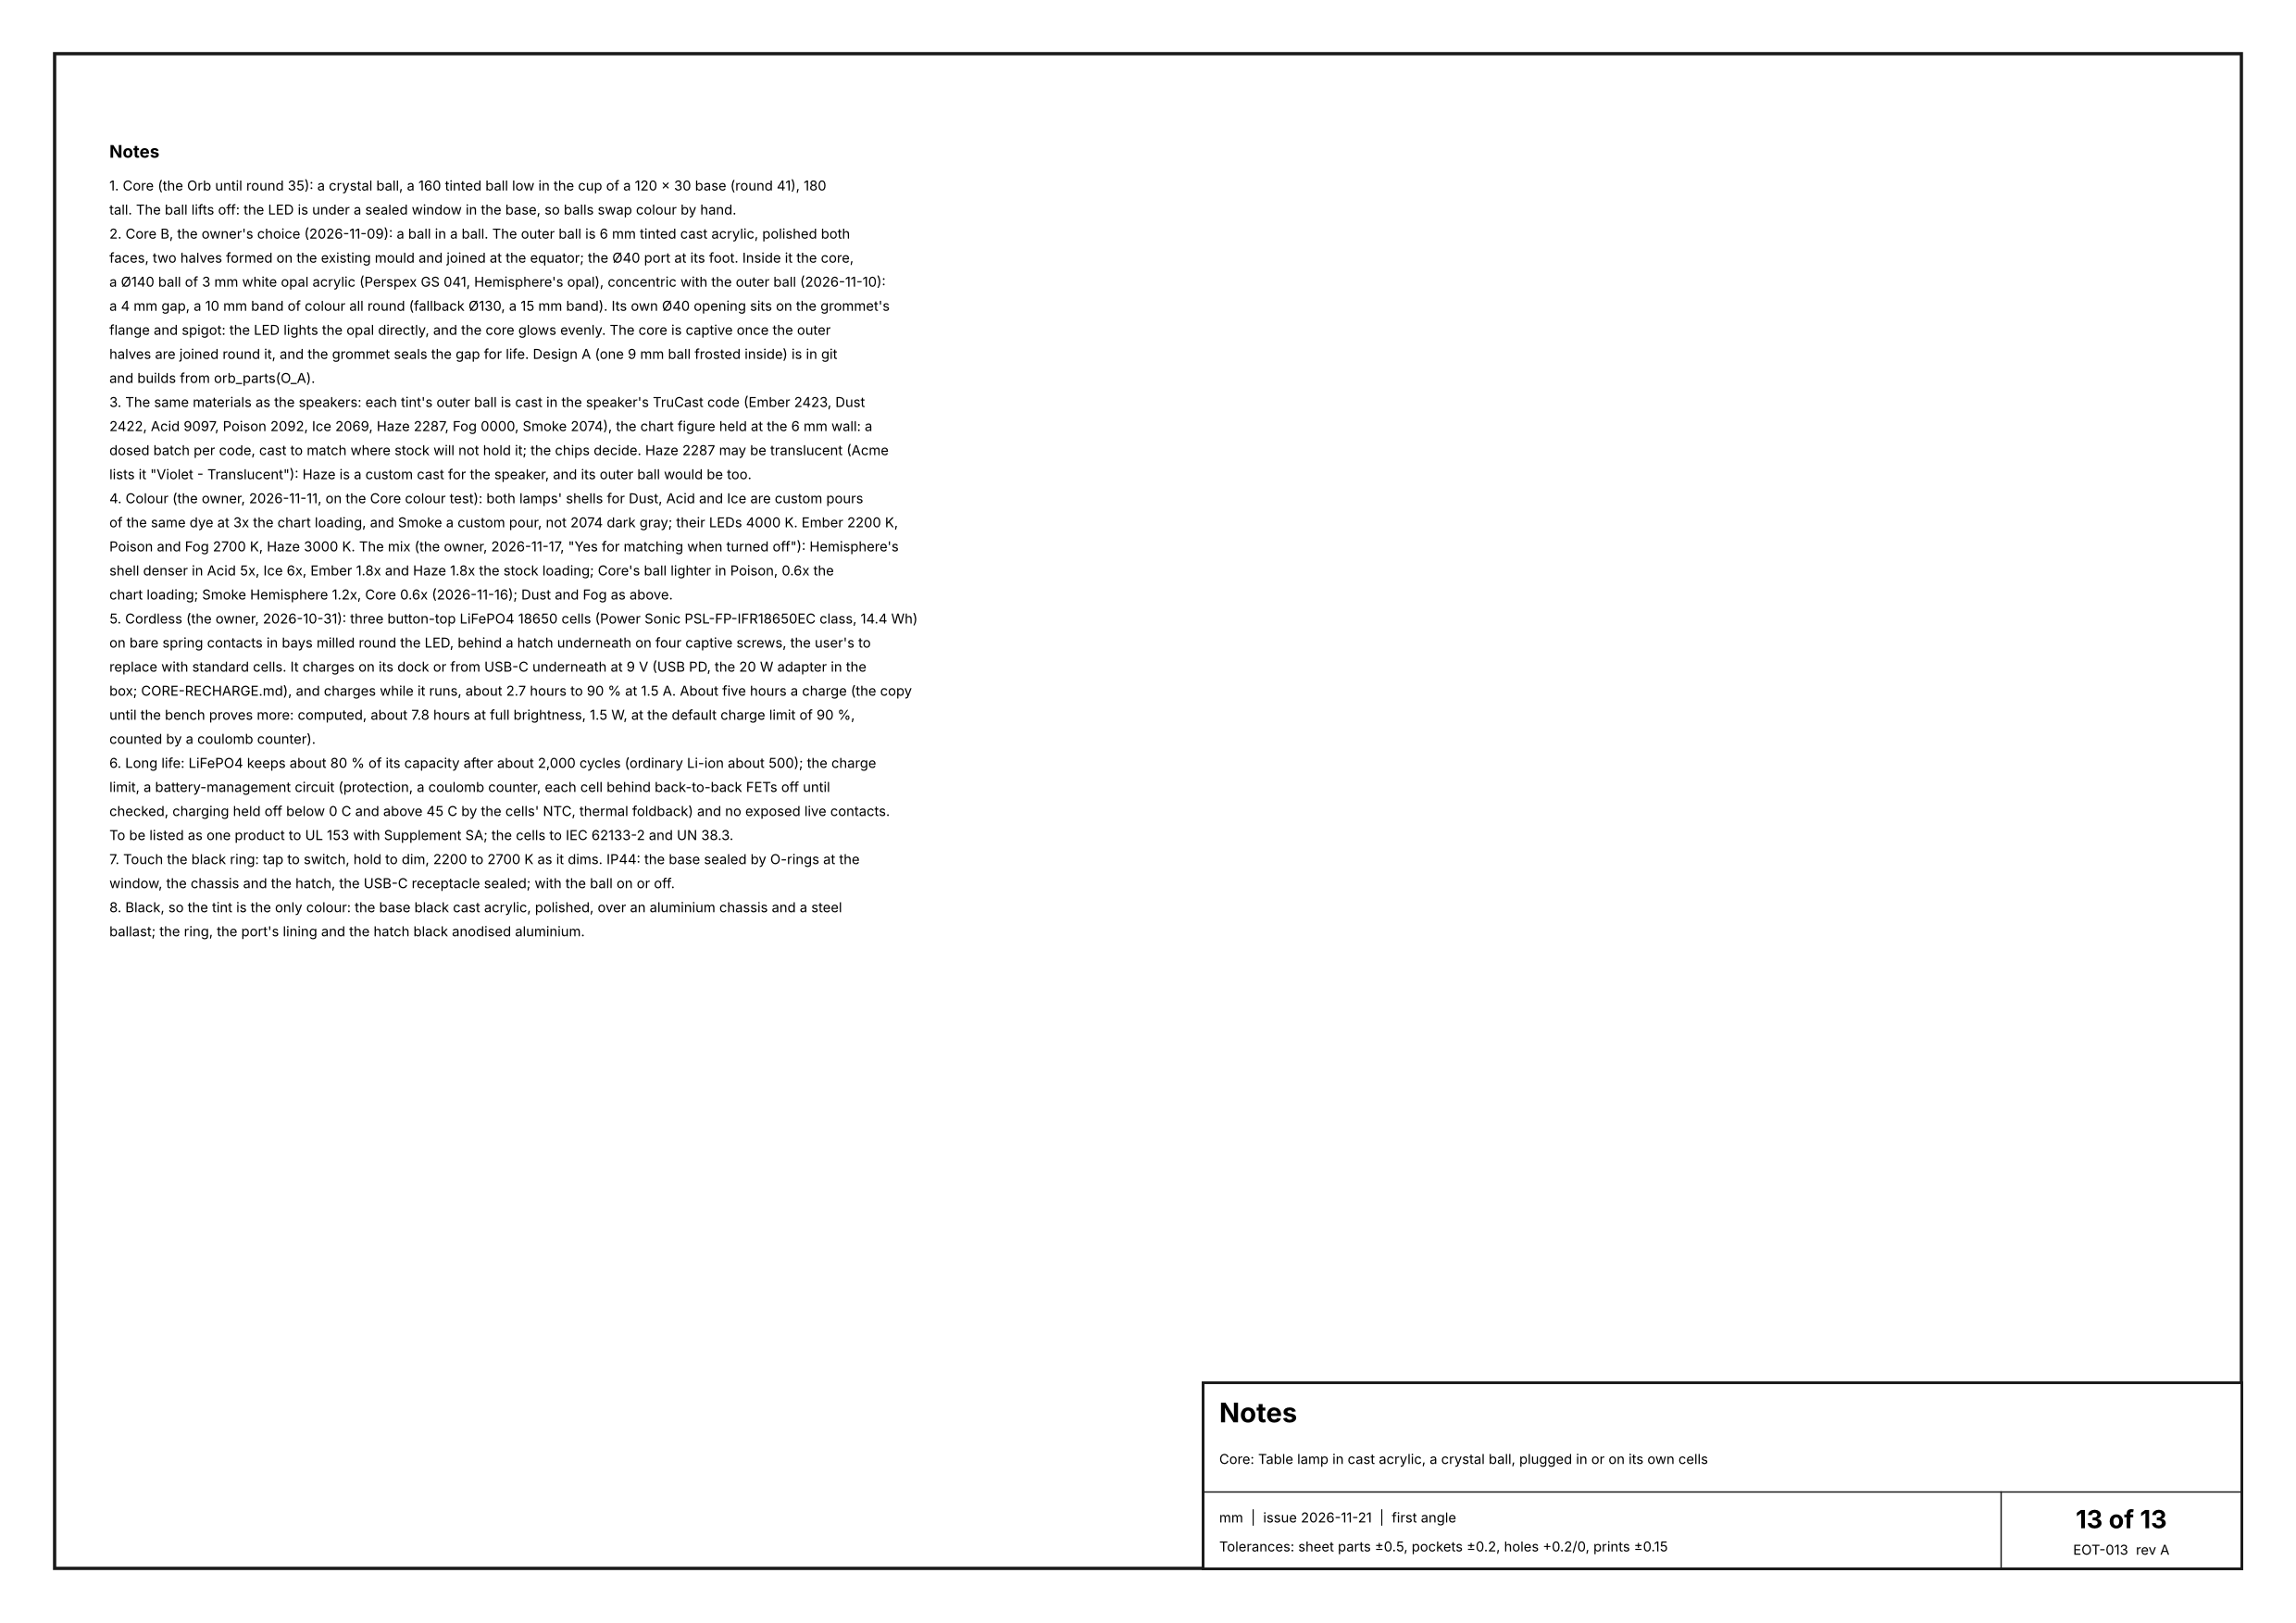 Notes
1. Core (the Orb until round 35): a crystal ball, a 160 tinted ball low in the cup of a 120 × 30 base (round 41), 180
tall. The ball lifts off: the LED is under a sealed window in the base, so balls swap colour by hand.
2. Core B, the owner's choice (2026-11-09): a ball in a ball. The outer ball is 6 mm tinted cast acrylic, polished both
faces, two halves formed on the existing mould and joined at the equator; the Ø40 port at its foot. Inside it the core,
a Ø140 ball of 3 mm white opal acrylic (Perspex GS 041, Hemisphere's opal), concentric with the outer ball (2026-11-10):
a 4 mm gap, a 10 mm band of colour all round (fallback Ø130, a 15 mm band). Its own Ø40 opening sits on the grommet's
flange and spigot: the LED lights the opal directly, and the core glows evenly. The core is captive once the outer
halves are joined round it, and the grommet seals the gap for life. Design A (one 9 mm ball frosted inside) is in git
and builds from orb_parts(O_A).
3. The same materials as the speakers: each tint's outer ball is cast in the speaker's TruCast code (Ember 2423, Dust
2422, Acid 9097, Poison 2092, Ice 2069, Haze 2287, Fog 0000, Smoke 2074), the chart figure held at the 6 mm wall: a
dosed batch per code, cast to match where stock will not hold it; the chips decide. Haze 2287 may be translucent (Acme
lists it "Violet - Translucent"): Haze is a custom cast for the speaker, and its outer ball would be too.
4. Colour (the owner, 2026-11-11, on the Core colour test): both lamps' shells for Dust, Acid and Ice are custom pours
of the same dye at 3x the chart loading, and Smoke a custom pour, not 2074 dark gray; their LEDs 4000 K. Ember 2200 K,
Poison and Fog 2700 K, Haze 3000 K. The mix (the owner, 2026-11-17, "Yes for matching when turned off"): Hemisphere's
shell denser in Acid 5x, Ice 6x, Ember 1.8x and Haze 1.8x the stock loading; Core's ball lighter in Poison, 0.6x the
chart loading; Smoke Hemisphere 1.2x, Core 0.6x (2026-11-16); Dust and Fog as above.
5. Cordless (the owner, 2026-10-31): three button-top LiFePO4 18650 cells (Power Sonic PSL-FP-IFR18650EC class, 14.4 Wh)
on bare spring contacts in bays milled round the LED, behind a hatch underneath on four captive screws, the user's to
replace with standard cells. It charges on its dock or from USB-C underneath at 9 V (USB PD, the 20 W adapter in the
box; CORE-RECHARGE.md), and charges while it runs, about 2.7 hours to 90 % at 1.5 A. About five hours a charge (the copy
until the bench proves more: computed, about 7.8 hours at full brightness, 1.5 W, at the default charge limit of 90 %,
counted by a coulomb counter).
6. Long life: LiFePO4 keeps about 80 % of its capacity after about 2,000 cycles (ordinary Li-ion about 500); the charge
limit, a battery-management circuit (protection, a coulomb counter, each cell behind back-to-back FETs off until
checked, charging held off below 0 C and above 45 C by the cells' NTC, thermal foldback) and no exposed live contacts.
To be listed as one product to UL 153 with Supplement SA; the cells to IEC 62133-2 and UN 38.3.
7. Touch the black ring: tap to switch, hold to dim, 2200 to 2700 K as it dims. IP44: the base sealed by O-rings at the
window, the chassis and the hatch, the USB-C receptacle sealed; with the ball on or off.
8. Black, so the tint is the only colour: the base black cast acrylic, polished, over an aluminium chassis and a steel
ballast; the ring, the port's lining and the hatch black anodised aluminium.
Notes
Core: Table lamp in cast acrylic, a crystal ball, plugged in or on its own cells
mm | issue 2026-11-21 | first angle
Tolerances: sheet parts ±0.5, pockets ±0.2, holes +0.2/0, prints ±0.15
13 of 13
EOT-013 rev A